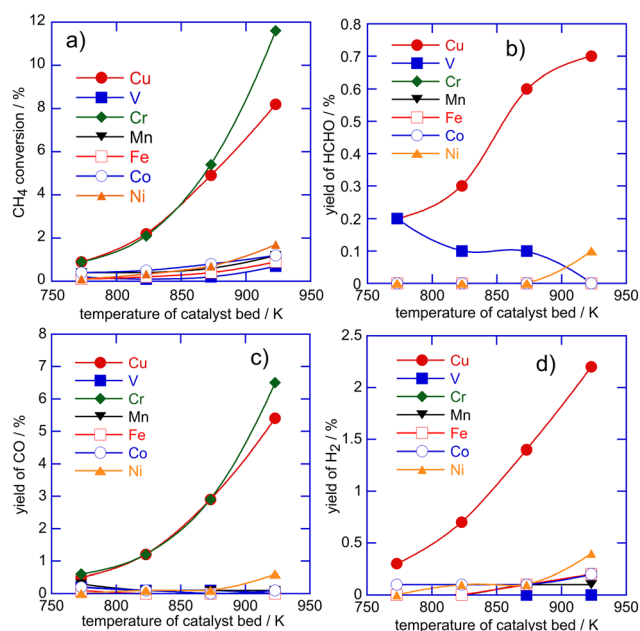 a)
CH4 conversion / %
12
10
8
6
4
2
0
Cu
V
Cr
Mn
Fe
Co
Ni
750 800 850 900 950
temperature of catalyst bed / K
b)
yield of HCHO / %
0.8
0.7
0.6
0.5
0.4
0.3
0.2
0.1
0
Cu
V
Cr
Mn
Fe
Co
Ni
750 800 850 900 950
temperature of catalyst bed / K
c)
yield of CO / %
8
7
6
5
4
3
2
1
0
Cu
V
Cr
Mn
Fe
Co
Ni
750 800 850 900 950
temperature of catalyst bed / K
d)
yield of H2 / %
2.5
2
1.5
1
0.5
0
Cu
V
Cr
Mn
Fe
Co
Ni
750 800 850 900 950
temperature of catalyst bed / K